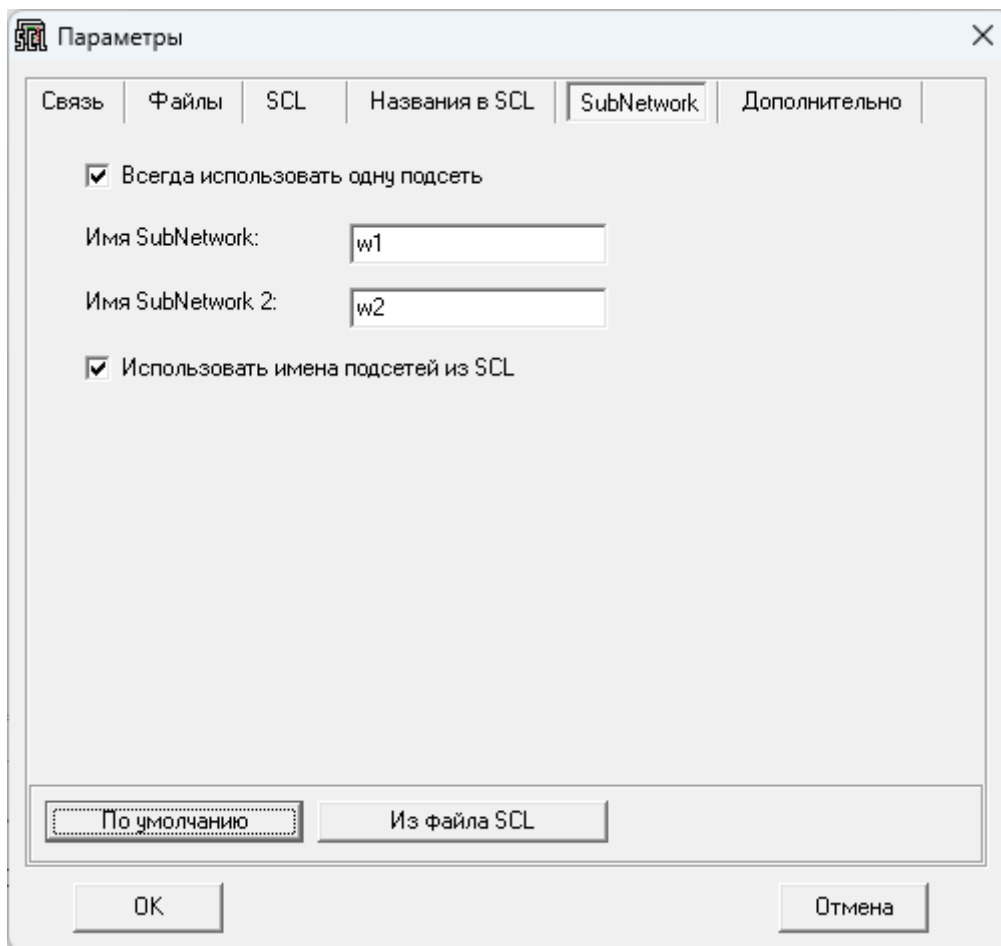 SCL Параметры
Связь Файлы SCL Названия в SCL SubNetwork Дополнительно
Всегда использовать одну подсеть
Имя SubNetwork: w1
Имя SubNetwork 2: w2
Использовать имена подсетей из SCL
По умолчанию Из файла SCL
OK Отмена